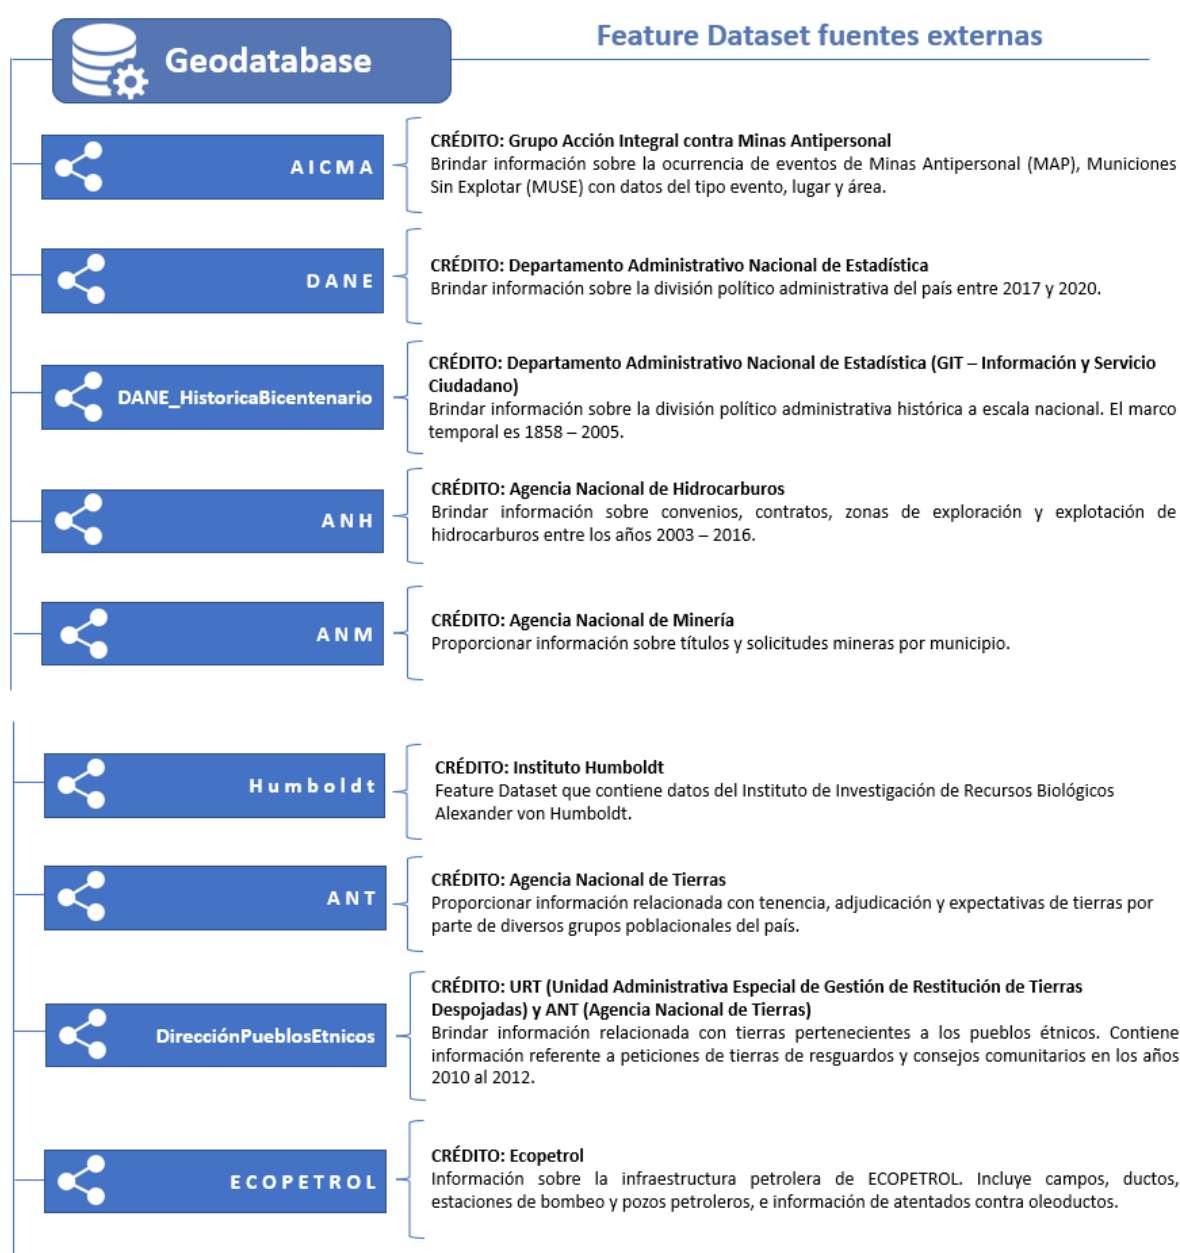 Geodatabase
Feature Dataset fuentes externas
AICMA
CRÉDITO: Grupo Acción Integral contra Minas Antipersonal
Brindar información sobre la ocurrencia de eventos de Minas Antipersonal (MAP), Municiones
Sin Explotar (MUSE) con datos del tipo evento, lugar y área.
DANE
CRÉDITO: Departamento Administrativo Nacional de Estadística
Brindar información sobre la división político administrativa del país entre 2017 y 2020.
DANE_HistoricaBicentenario
CRÉDITO: Departamento Administrativo Nacional de Estadística (GIT – Información y Servicio
Ciudadano)
Brindar información sobre la división político administrativa histórica a escala nacional. El marco
temporal es 1858 – 2005.
ANH
CRÉDITO: Agencia Nacional de Hidrocarburos
Brindar información sobre convenios, contratos, zonas de exploración y explotación de
hidrocarburos entre los años 2003 – 2016.
ANM
CRÉDITO: Agencia Nacional de Minería
Proporcionar información sobre títulos y solicitudes mineras por municipio.
Humboldt
CRÉDITO: Instituto Humboldt
Feature Dataset que contiene datos del Instituto de Investigación de Recursos Biológicos
Alexander von Humboldt.
ANT
CRÉDITO: Agencia Nacional de Tierras
Proporcionar información relacionada con tenencia, adjudicación y expectativas de tierras por
parte de diversos grupos poblacionales del país.
DirecciónPueblosEtnicos
CRÉDITO: URT (Unidad Administrativa Especial de Gestión de Restitución de Tierras
Despojadas) y ANT (Agencia Nacional de Tierras)
Brindar información relacionada con tierras pertenecientes a los pueblos étnicos. Contiene
información referente a peticiones de tierras de resguardos y consejos comunitarios en los años
2010 al 2012.
ECOPETROL
CRÉDITO: Ecopetrol
Información sobre la infraestructura petrolera de ECOPETROL. Incluye campos, ductos,
estaciones de bombeo y pozos petroleros, e información de atentados contra oleoductos.